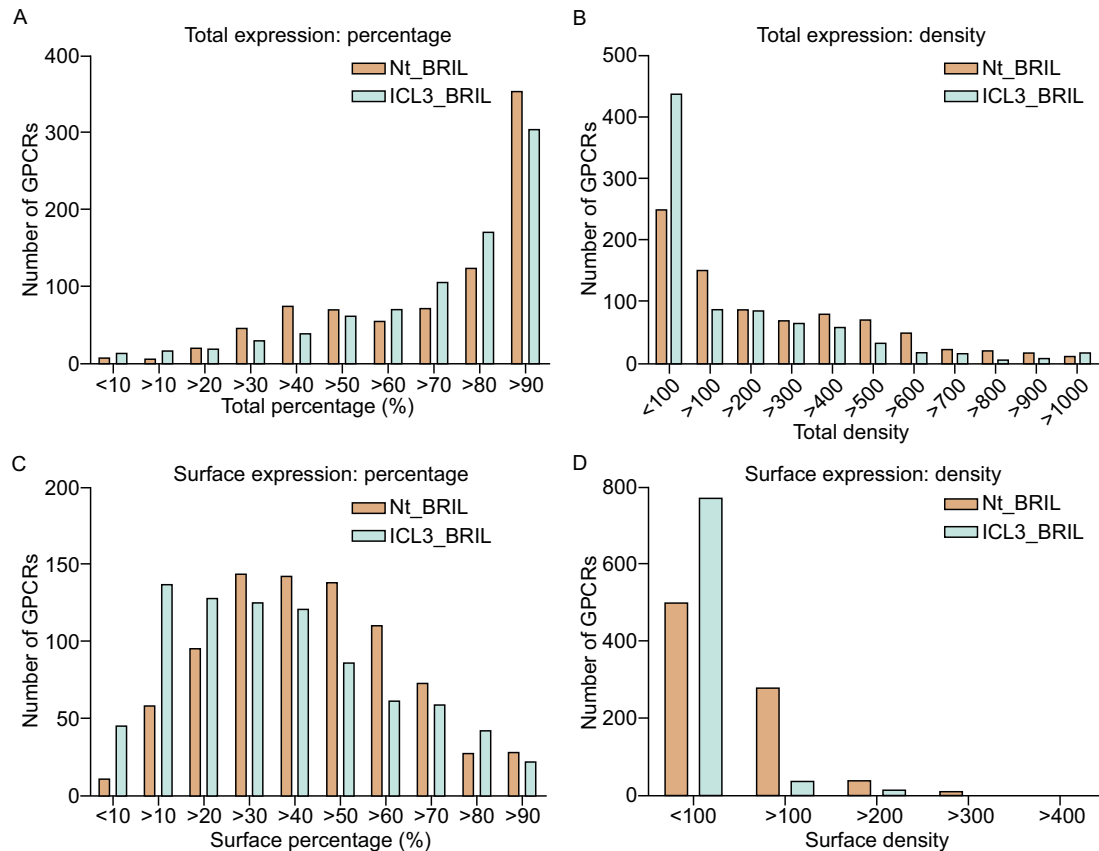 A
Total expression: percentage
Number of GPCRs
400
300
200
100
0
Nt_BRIL
ICL3_BRIL
<10 >10 >20 >30 >40 >50 >60 >70 >80 >90
Total percentage (%)
B
Total expression: density
Number of GPCRs
500
400
300
200
100
0
Nt_BRIL
ICL3_BRIL
<100 >100 >200 >300 >400 >500 >600 >700 >800 >900 >1000
Total density
C
Surface expression: percentage
Number of GPCRs
200
150
100
50
0
Nt_BRIL
ICL3_BRIL
<10 >10 >20 >30 >40 >50 >60 >70 >80 >90
Surface percentage (%)
D
Surface expression: density
Number of GPCRs
800
600
400
200
0
Nt_BRIL
ICL3_BRIL
<100 >100 >200 >300 >400
Surface density